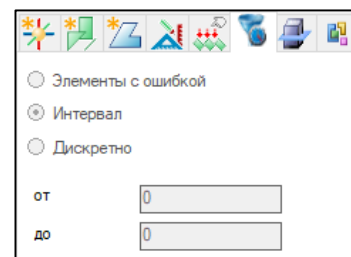 Элементы с ошибкой
Интервал
Дискретно
от 0
до 0